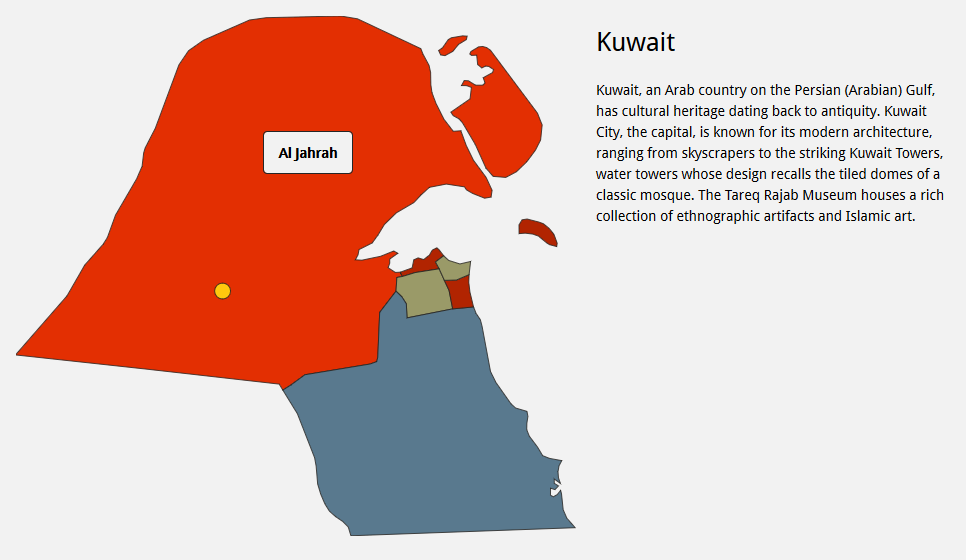 Kuwait
Kuwait, an Arab country on the Persian (Arabian) Gulf,
has cultural heritage dating back to antiquity. Kuwait
City, the capital, is known for its modern architecture,
ranging from skyscrapers to the striking Kuwait Towers,
water towers whose design recalls the tiled domes of a
classic mosque. The Tareq Rajab Museum houses a rich
collection of ethnographic artifacts and Islamic art.
Al Jahrah